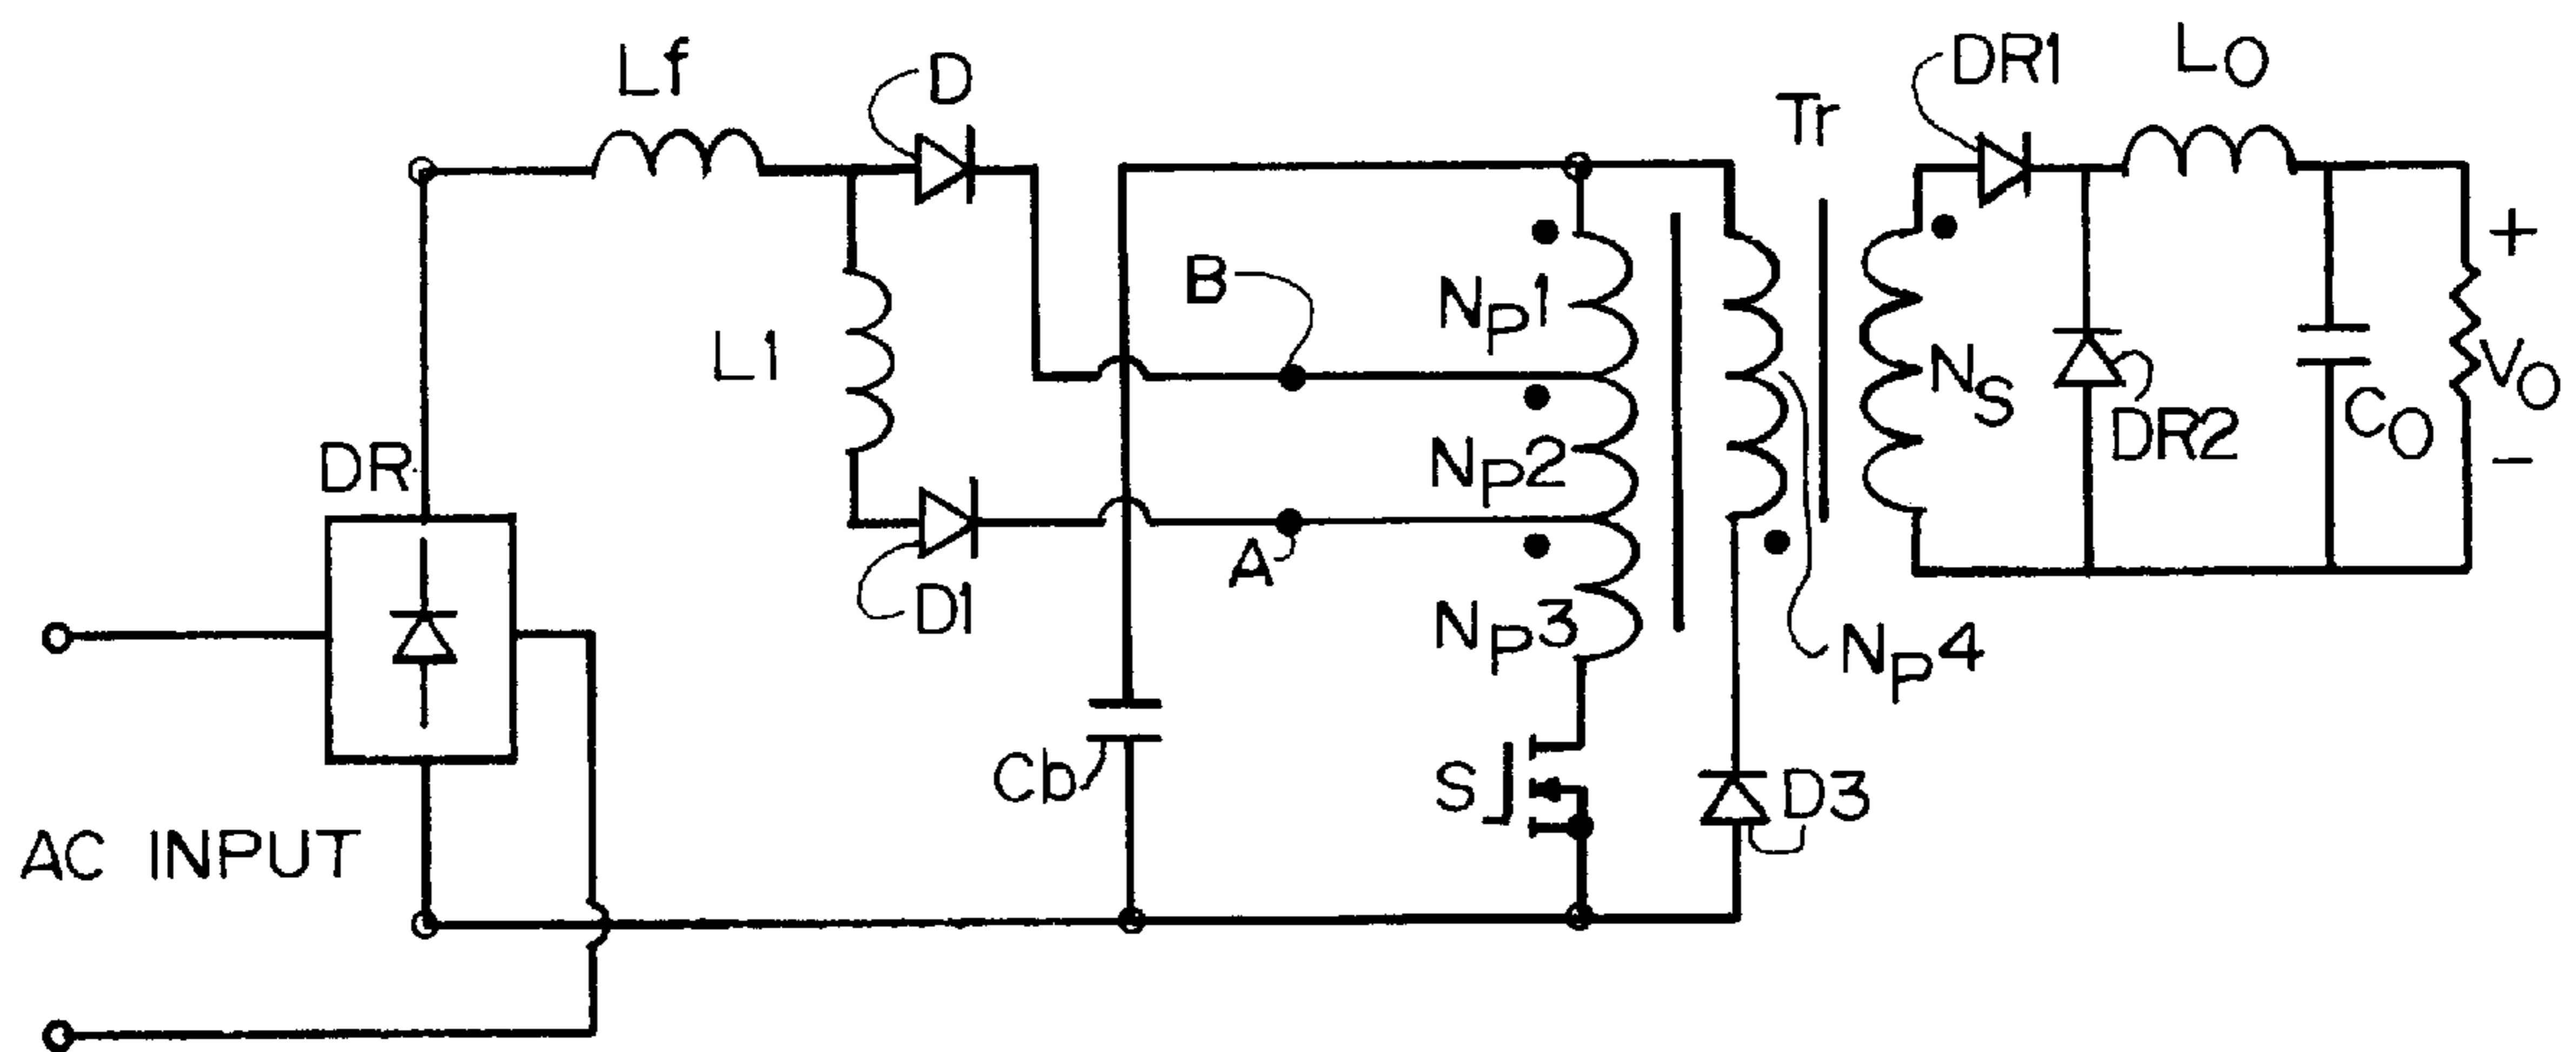 Lf
D
DR1
LO
Tr
B
NP1
+
L1
NS
VO
DR
NP2
DR2
CO
-
A
D1
NP3
NP4
Cb
S
D3
AC INPUT